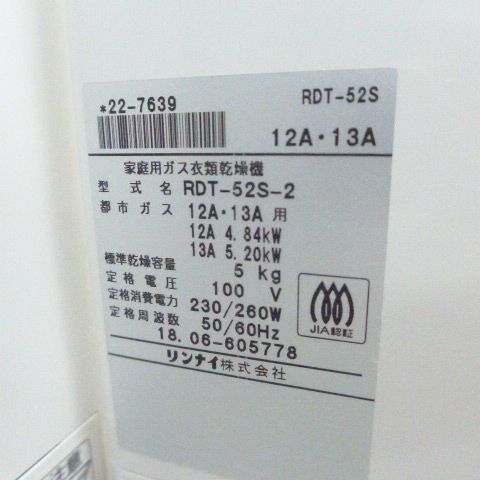 *22-7639
RDT-52S
12A・13A
家庭用ガス衣類乾燥機
型式名 RDT-52S-2
都市ガス 12A・13A 用
12A 4.84kW
13A 5.20kW
標準乾燥容量 5 kg
定格電圧 100 V
定格消費電力 230/260W
定格周波数 50/60Hz
18.06-605778
JIA認証
リンナイ株式会社
注意